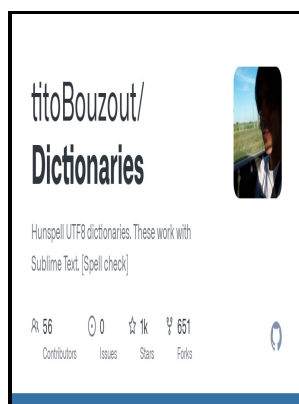 titoBouzout/
Dictionaries
Hunspell UTF8 dictionaries. These work with
Sublime Text. [Spell check]
56 0 1k 651
Contributors Issues Stars Forks